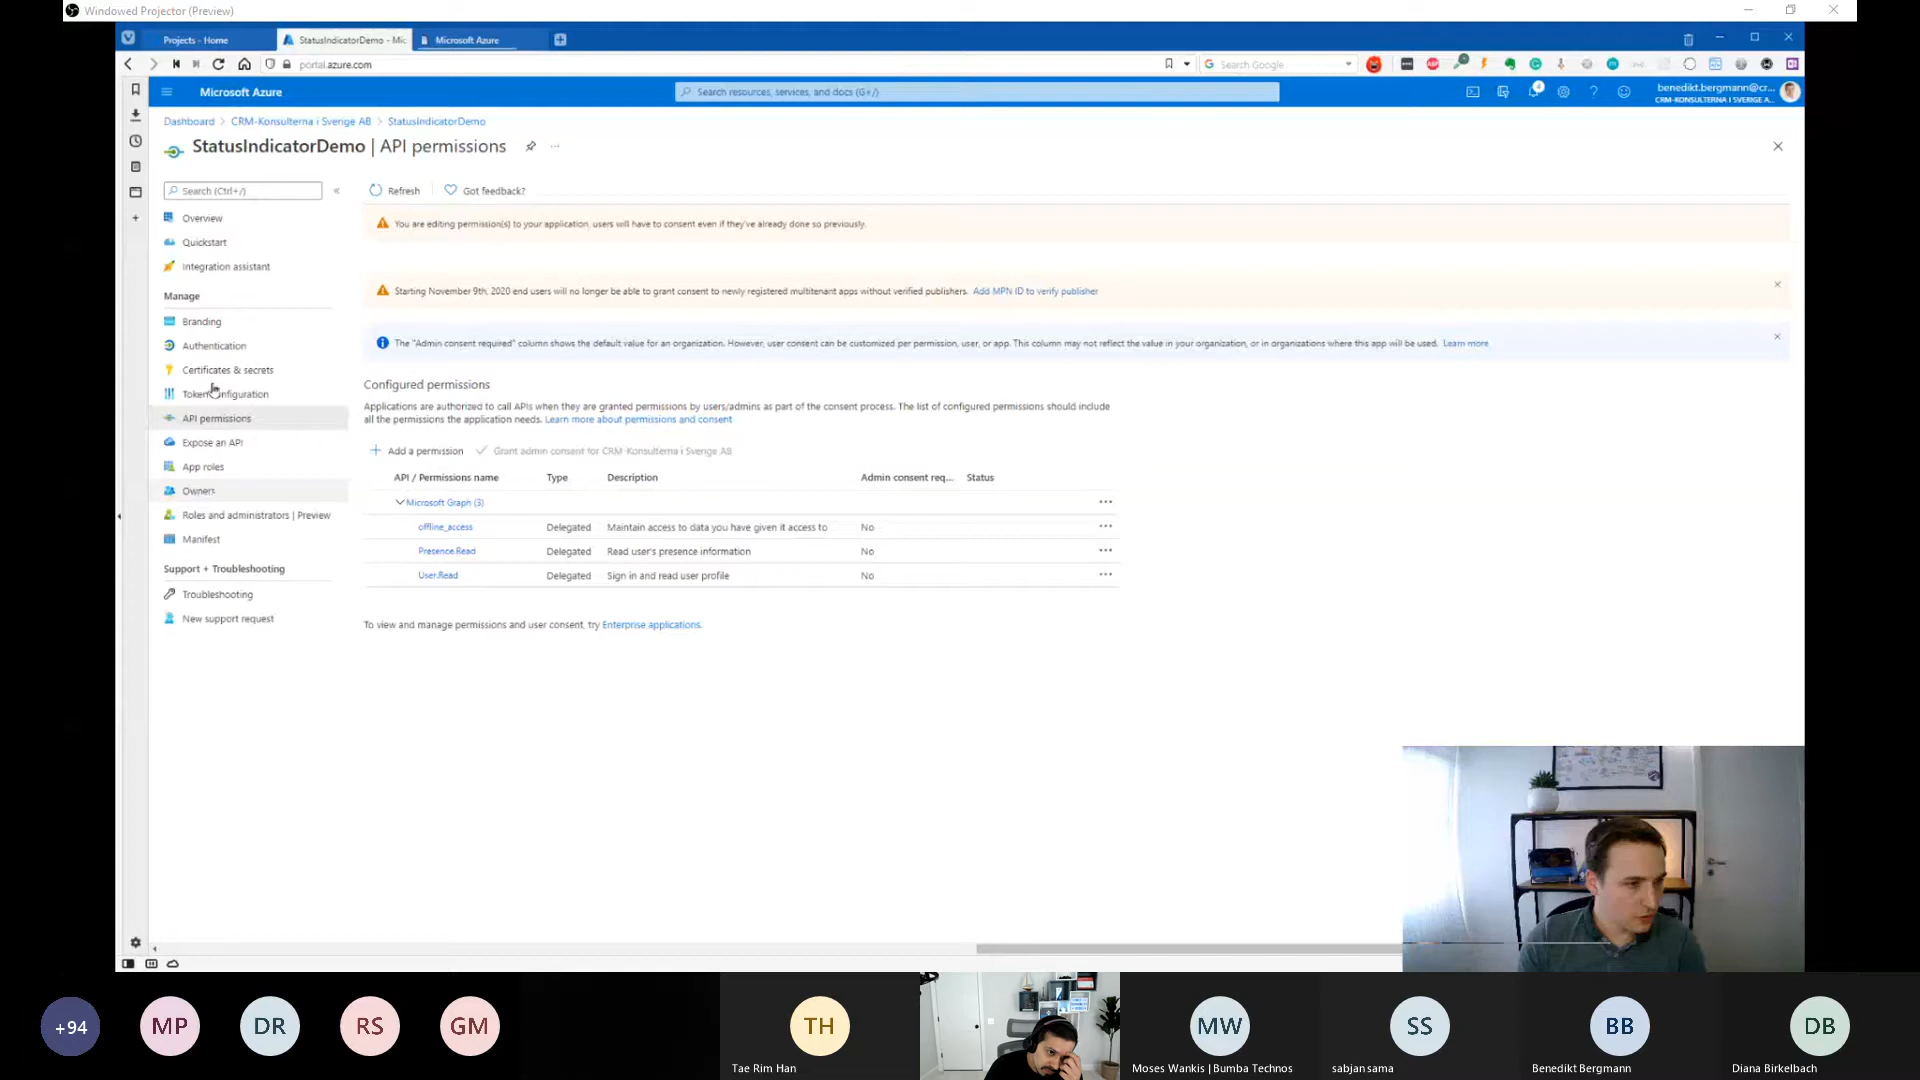 Windowed Projector (Preview)
Projects - Home
StatusIndicatorDemo - Mic
Microsoft Azure
portal.azure.com
Search Google
Microsoft Azure
Search resources, services, and docs (G+/)
4
benedikt.bergmann@cr...
CRM-KONSULTERNA I SVERIGE A...
Dashboard > CRM-Konsulterna i Sverige AB > StatusIndicatorDemo
StatusIndicatorDemo | API permissions
Search (Ctrl+/)
Refresh
Got feedback?
Overview
Quickstart
Integration assistant
Manage
Branding
Authentication
Certificates & secrets
Token configuration
API permissions
Expose an API
App roles
Owners
Roles and administrators | Preview
Manifest
Support + Troubleshooting
Troubleshooting
New support request
You are editing permission(s) to your application, users will have to consent even if they've already done so previously.
Starting November 9th, 2020 end users will no longer be able to grant consent to newly registered multitenant apps without verified publishers. Add MPN ID to verify publisher
The "Admin consent required" column shows the default value for an organization. However, user consent can be customized per permission, user, or app. This column may not reflect the value in your organization, or in organizations where this app will be used. Learn more
Configured permissions
Applications are authorized to call APIs when they are granted permissions by users/admins as part of the consent process. The list of configured permissions should include
all the permissions the application needs. Learn more about permissions and consent
Add a permission
Grant admin consent for CRM-Konsulterna i Sverige AB
API / Permissions name Type Description Admin consent req... Status
Microsoft Graph (3)
offline_access Delegated Maintain access to data you have given it access to No
Presence.Read Delegated Read user's presence information No
User.Read Delegated Sign in and read user profile No
To view and manage permissions and user consent, try Enterprise applications.
+94
MP
DR
RS
GM
TH
Tae Rim Han
MW
Moses Wankis | Bumba Technos
SS
sabjan sama
BB
Benedikt Bergmann
DB
Diana Birkelbach